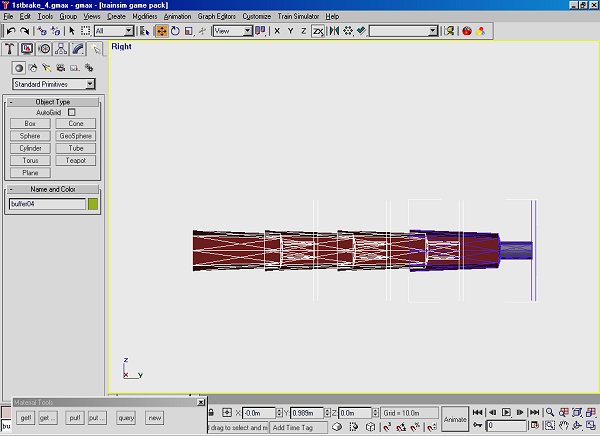 1stbrake_4.gmax - gmax - [trainsim game pack]
File Edit Tools Group Views Create Modifiers Animation Graph Editors Customize Train Simulator Help
All View X Y Z ZX
Right
Standard Primitives
- Object Type
AutoGrid
Box Cone
Sphere GeoSphere
Cylinder Tube
Torus Teapot
Plane
- Name and Color
buffer04
z
x y
Material Tools
get! get ... put! put ... query new
X: -0.0m Y: 0.989m Z: 0.0m Grid = 10.0m
drag to select and m Add Time Tag
Animate
0
bu